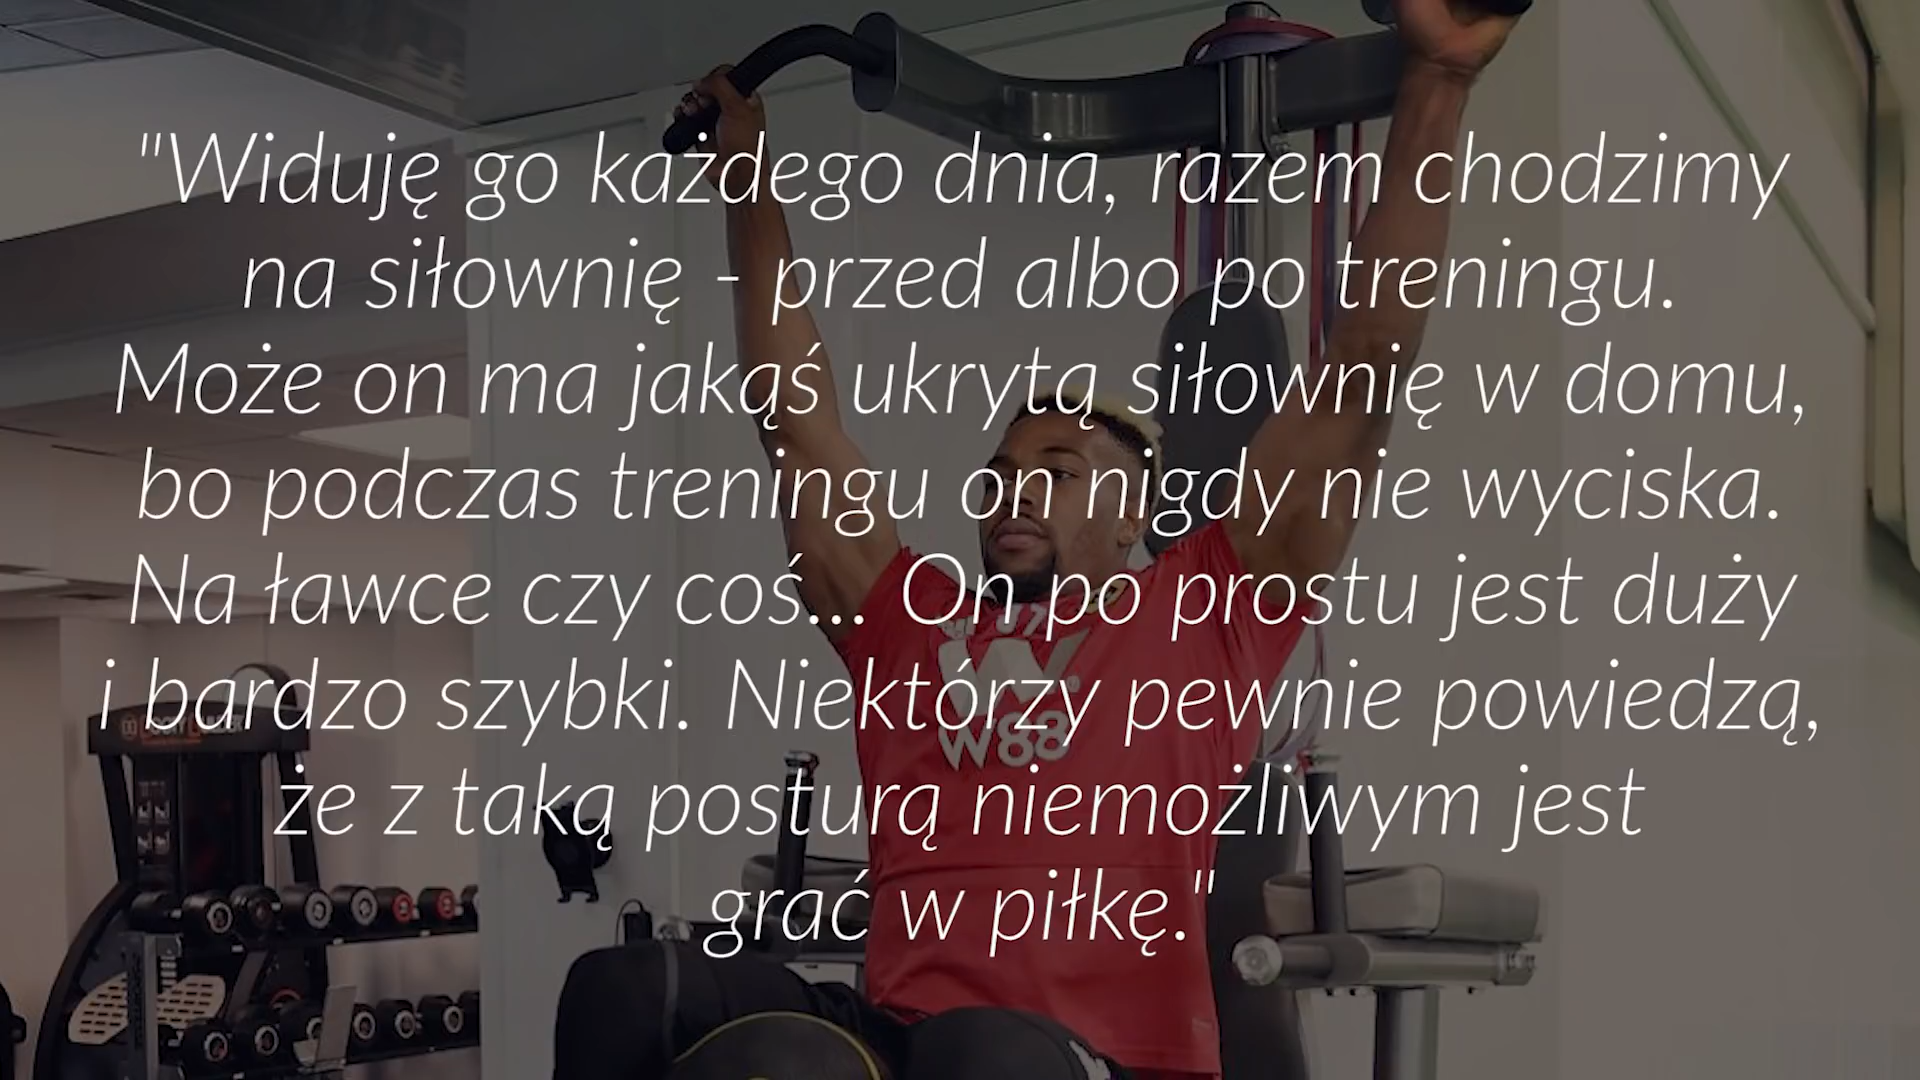 "Widuję go każdego dnia, razem chodzimy
na siłownię - przed albo po treningu.
Może on ma jakąś ukrytą siłownię w domu,
bo podczas treningu on nigdy nie wyciska.
Na ławce czy coś... On po prostu jest duży
i bardzo szybki. Niektórzy pewnie powiedzą,
że z taką posturą niemożliwym jest
grać w piłkę."
W88